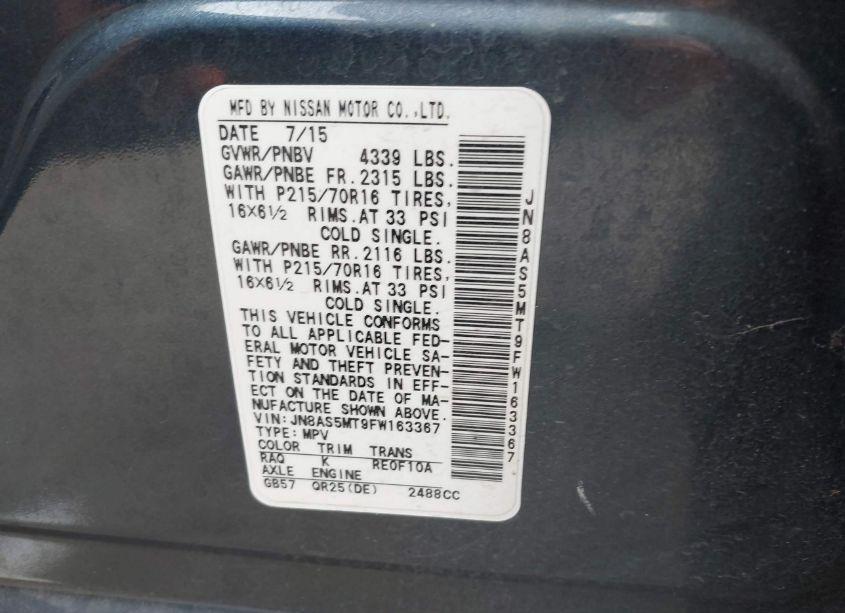 MFD BY NISSAN MOTOR CO.,LTD.
DATE 7/15
GVWR/PNBV 4339 LBS.
GAWR/PNBE FR.2315 LBS.
WITH P215/70R16 TIRES,
16X6½ RIMS.AT 33 PSI
COLD SINGLE.
GAWR/PNBE RR.2116 LBS.
WITH P215/70R16 TIRES,
16X6½ RIMS.AT 33 PSI
COLD SINGLE.
THIS VEHICLE CONFORMS
TO ALL APPLICABLE FED-
ERAL MOTOR VEHICLE SA-
FETY AND THEFT PREVEN-
TION STANDARDS IN EFF-
ECT ON THE DATE OF MA-
NUFACTURE SHOWN ABOVE.
VIN:JN8AS5MT9FW163367
TYPE:MPV
COLOR TRIM TRANS
RAQ K RE0F10A
AXLE ENGINE
GB57 QR25(DE) 2488CC
JN8AS5MT9FW163367